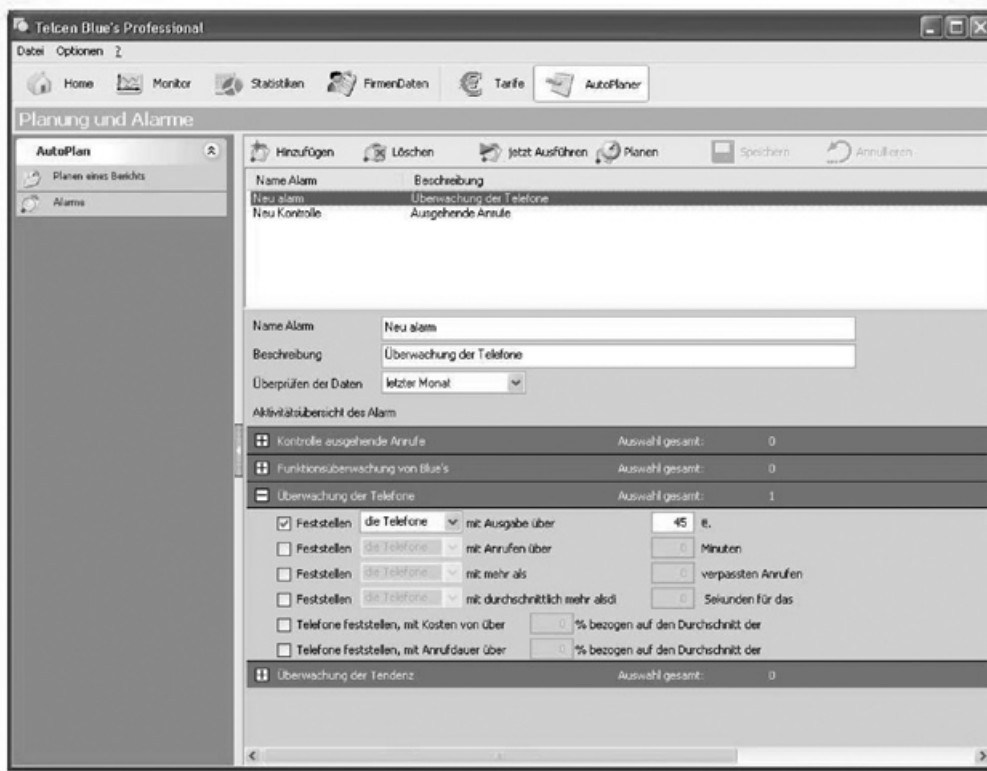 Telcen Blue's Professional
Datei Optionen ?
Home Monitor Statistiken FirmenDaten Tarife AutoPlaner
Planung und Alarme
AutoPlan
Planen eines Berichts
Alarme
Hinzufügen Löschen jetzt Ausführen Planen Speichern Annullieren
Name Alarm Beschreibung
Neu alarm Überwachung der Telefone
Neu Kontrolle Ausgehende Anrufe
Name Alarm Neu alarm
Beschreibung Überwachung der Telefone
Überprüfen der Daten letzter Monat
Aktivitätsübersicht des Alarm
Kontrolle ausgehende Anrufe Auswahl gesamt: 0
Funktionsüberwachung von Blue's Auswahl gesamt: 0
Überwachung der Telefone Auswahl gesamt: 1
Feststellen die Telefone mit Ausgabe über 45 e.
Feststellen die Telefone... mit Anrufen über 0 Minuten
Feststellen die Telefone... mit mehr als 0 verpassten Anrufen
Feststellen die Telefone... mit durchschnittlich mehr alsdi 0 Sekunden für das
Telefone feststellen, mit Kosten von über 0 % bezogen auf den Durchschnitt der
Telefone feststellen, mit Anrufdauer über 0 % bezogen auf den Durchschnitt der
Überwachung der Tendenz Auswahl gesamt: 0